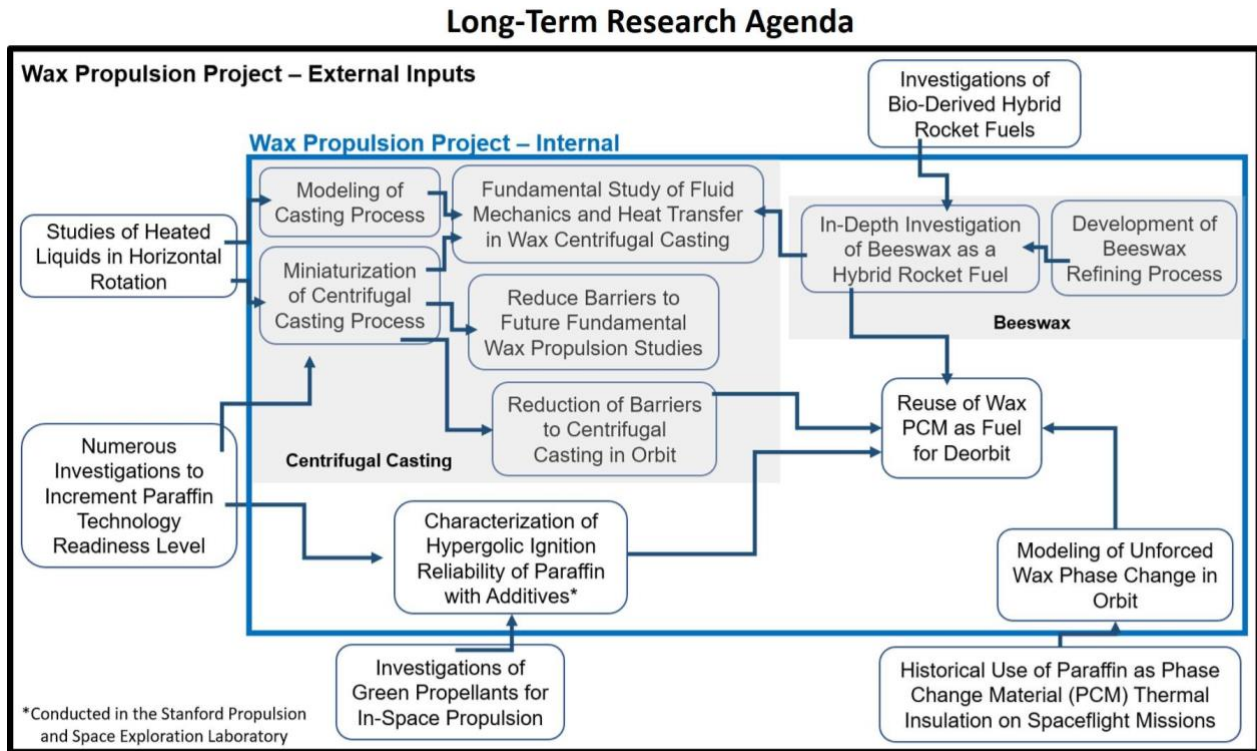 Long-Term Research Agenda
Wax Propulsion Project – External Inputs
Investigations of
Bio-Derived Hybrid
Rocket Fuels
Wax Propulsion Project – Internal
Modeling of
Casting Process
Fundamental Study of Fluid
Mechanics and Heat Transfer
in Wax Centrifugal Casting
In-Depth Investigation
of Beeswax as a
Hybrid Rocket Fuel
Development of
Beeswax
Refining Process
Studies of Heated
Liquids in Horizontal
Rotation
Miniaturization
of Centrifugal
Casting Process
Reduce Barriers to
Future Fundamental
Wax Propulsion Studies
Beeswax
Reduction of Barriers
to Centrifugal
Casting in Orbit
Reuse of Wax
PCM as Fuel
for Deorbit
Centrifugal Casting
Numerous
Investigations to
Increment Paraffin
Technology
Readiness Level
Characterization of
Hypergolic Ignition
Reliability of Paraffin
with Additives*
Modeling of Unforced
Wax Phase Change in
Orbit
Investigations of
Green Propellants for
In-Space Propulsion
Historical Use of Paraffin as Phase
Change Material (PCM) Thermal
Insulation on Spaceflight Missions
*Conducted in the Stanford Propulsion
and Space Exploration Laboratory